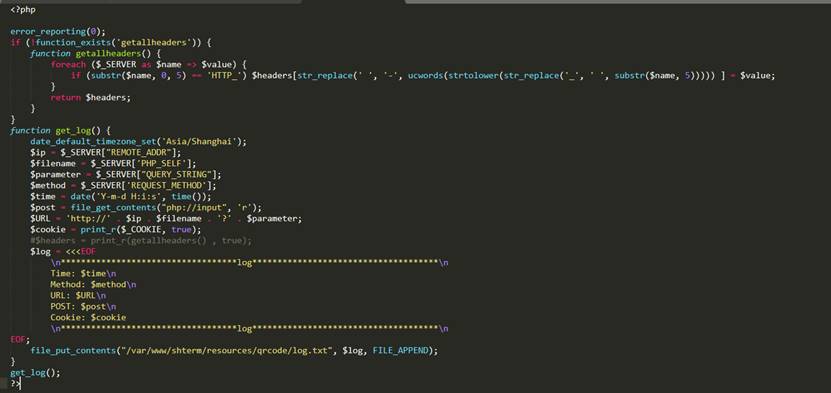 <?php
error_reporting(0);
if (!function_exists('getallheaders')) {
function getallheaders() {
foreach ($_SERVER as $name => $value) {
if (substr($name, 0, 5) == 'HTTP_') $headers[str_replace(' ', '-', ucwords(strtolower(str_replace('_', ' ', substr($name, 5))))) ] = $value;
}
return $headers;
}
}
function get_log() {
date_default_timezone_set('Asia/Shanghai');
$ip = $_SERVER["REMOTE_ADDR"];
$filename = $_SERVER['PHP_SELF'];
$parameter = $_SERVER["QUERY_STRING"];
$method = $_SERVER['REQUEST_METHOD'];
$time = date('Y-m-d H:i:s', time());
$post = file_get_contents("php://input", 'r');
$URL = 'http://' . $ip . $filename . '?' . $parameter;
$cookie = print_r($_COOKIE, true);
#$headers = print_r(getallheaders() , true);
$log = <<<EOF
\n***********************************log*************************************\n
Time: $time\n
Method: $method\n
URL: $URL\n
POST: $post\n
Cookie: $cookie
\n***********************************log*************************************\n
EOF;
file_put_contents("/var/www/shterm/resources/qrcode/log.txt", $log, FILE_APPEND);
}
get_log();
?>